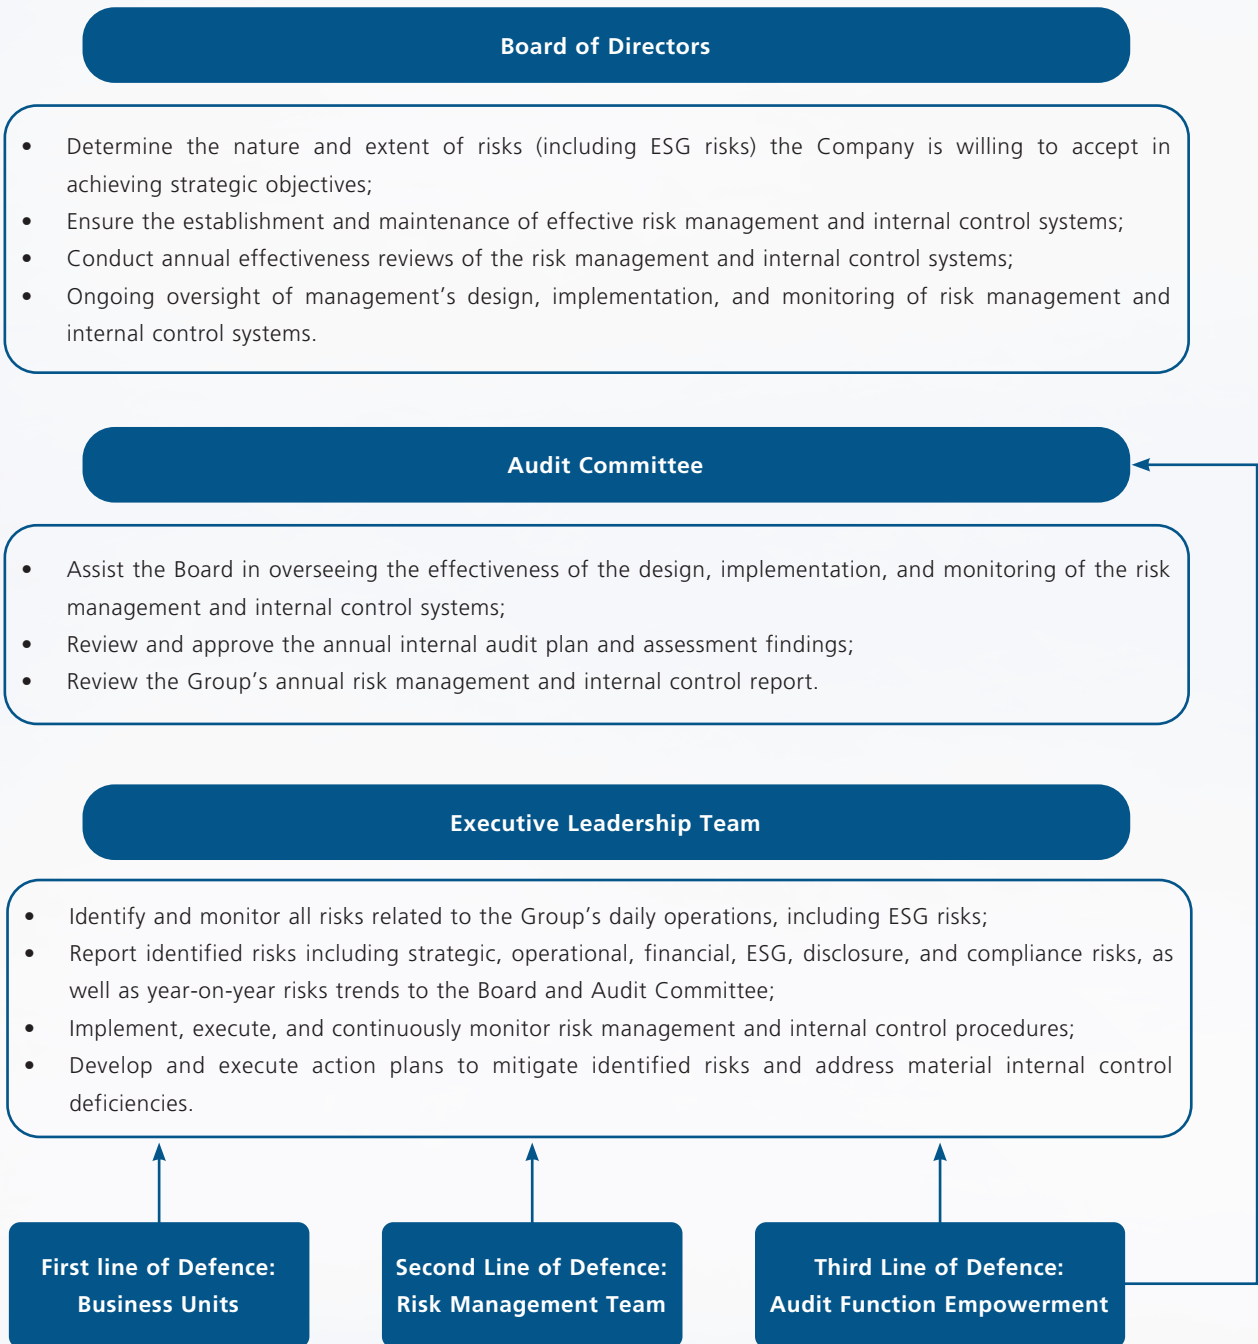 Board of Directors
• Determine the nature and extent of risks (including ESG risks) the Company is willing to accept in
achieving strategic objectives;
• Ensure the establishment and maintenance of effective risk management and internal control systems;
• Conduct annual effectiveness reviews of the risk management and internal control systems;
• Ongoing oversight of management’s design, implementation, and monitoring of risk management and
internal control systems.
Audit Committee
• Assist the Board in overseeing the effectiveness of the design, implementation, and monitoring of the risk
management and internal control systems;
• Review and approve the annual internal audit plan and assessment findings;
• Review the Group’s annual risk management and internal control report.
Executive Leadership Team
• Identify and monitor all risks related to the Group’s daily operations, including ESG risks;
• Report identified risks including strategic, operational, financial, ESG, disclosure, and compliance risks, as
well as year-on-year risks trends to the Board and Audit Committee;
• Implement, execute, and continuously monitor risk management and internal control procedures;
• Develop and execute action plans to mitigate identified risks and address material internal control
deficiencies.
First line of Defence:
Business Units
Second Line of Defence:
Risk Management Team
Third Line of Defence:
Audit Function Empowerment